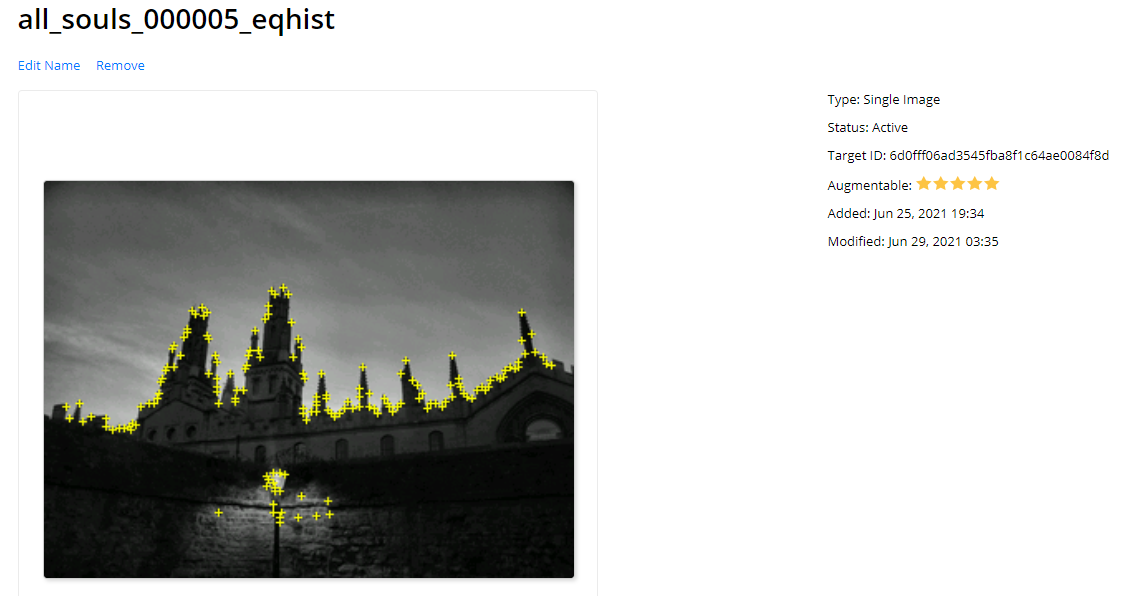 all_souls_000005_eqhist
Edit Name Remove
Type: Single Image
Status: Active
Target ID: 6d0fff06ad3545fba8f1c64ae0084f8d
Augmentable:
Added: Jun 25, 2021 19:34
Modified: Jun 29, 2021 03:35